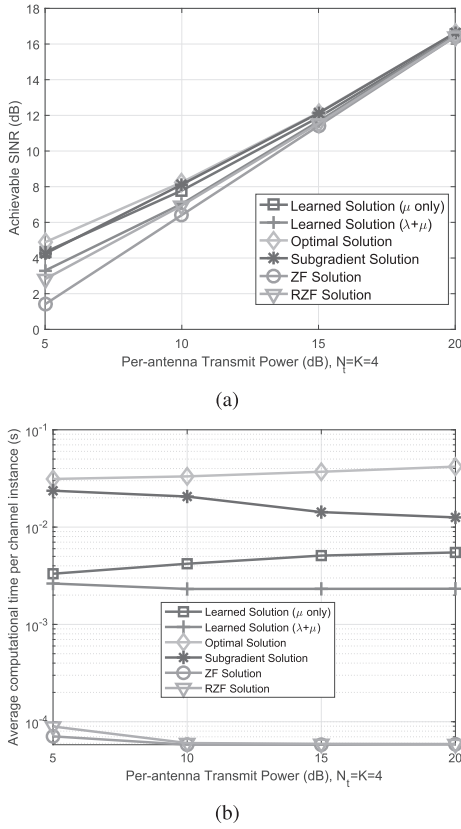 18
16
14
12
10
8
6
4
2
0
Achievable SINR (dB)
Learned Solution (μ only)
Learned Solution (λ+μ)
Optimal Solution
Subgradient Solution
ZF Solution
RZF Solution
5
10
15
20
Per-antenna Transmit Power (dB), N_t=K=4
(a)
10^-1
10^-2
10^-3
10^-4
Average computational time per channel instance (s)
Learned Solution (μ only)
Learned Solution (λ+μ)
Optimal Solution
Subgradient Solution
ZF Solution
RZF Solution
5
10
15
20
Per-antenna Transmit Power (dB), N_t=K=4
(b)